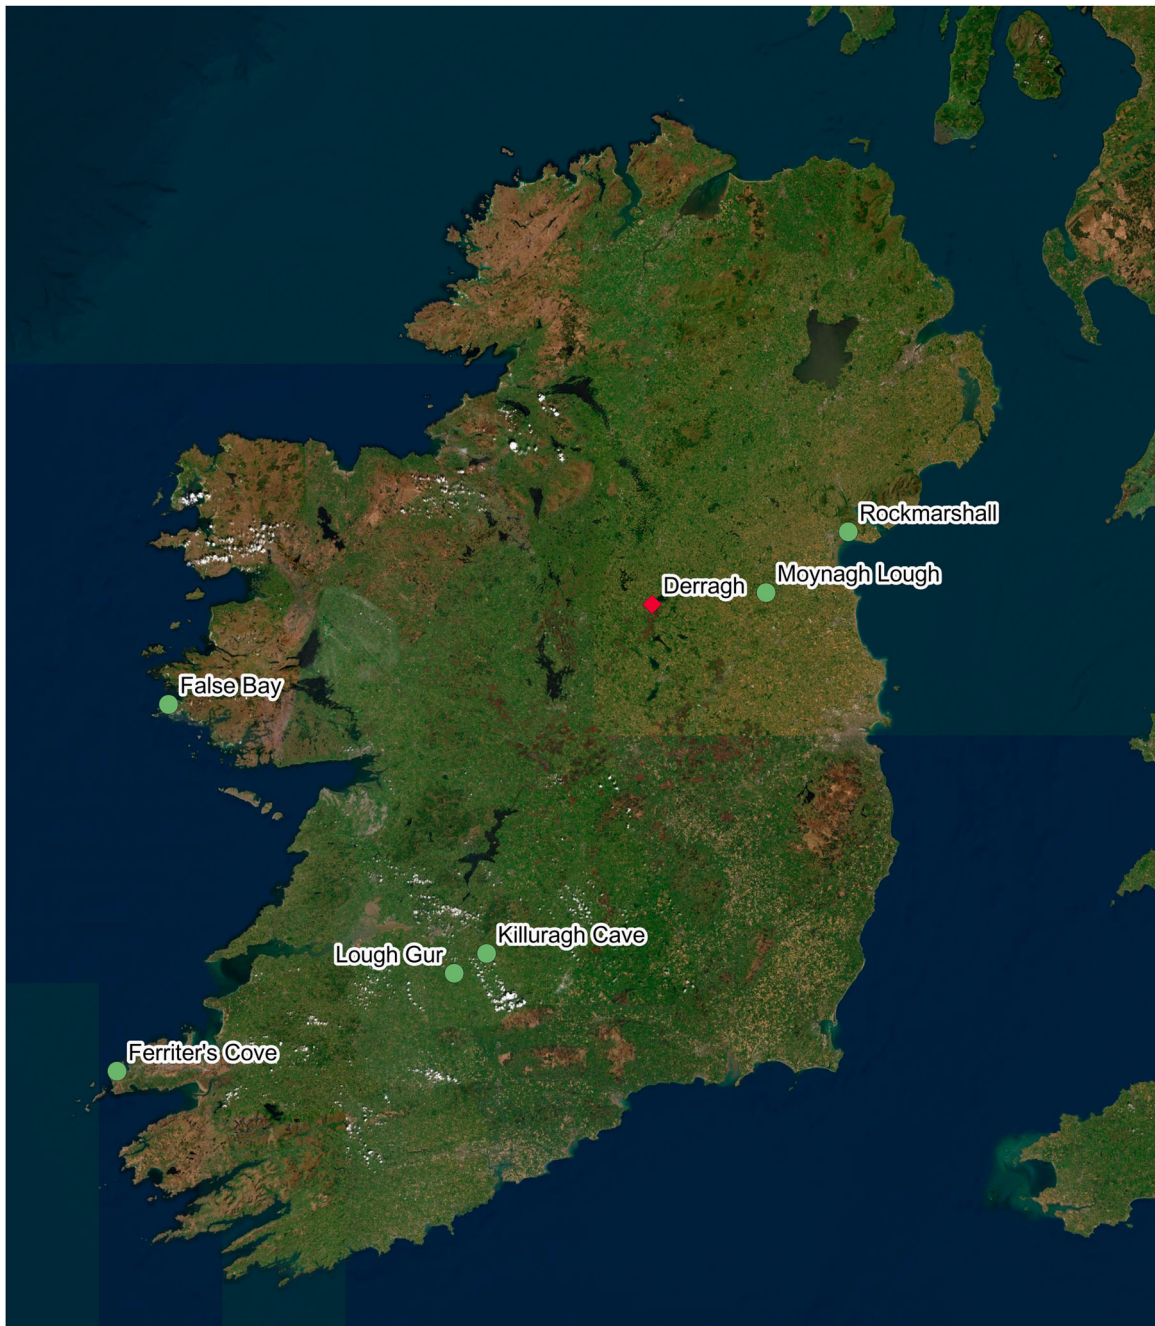 Rockmarshall
Moynagh Lough
Derragh
False Bay
Killuragh Cave
Lough Gur
Ferriter's Cove